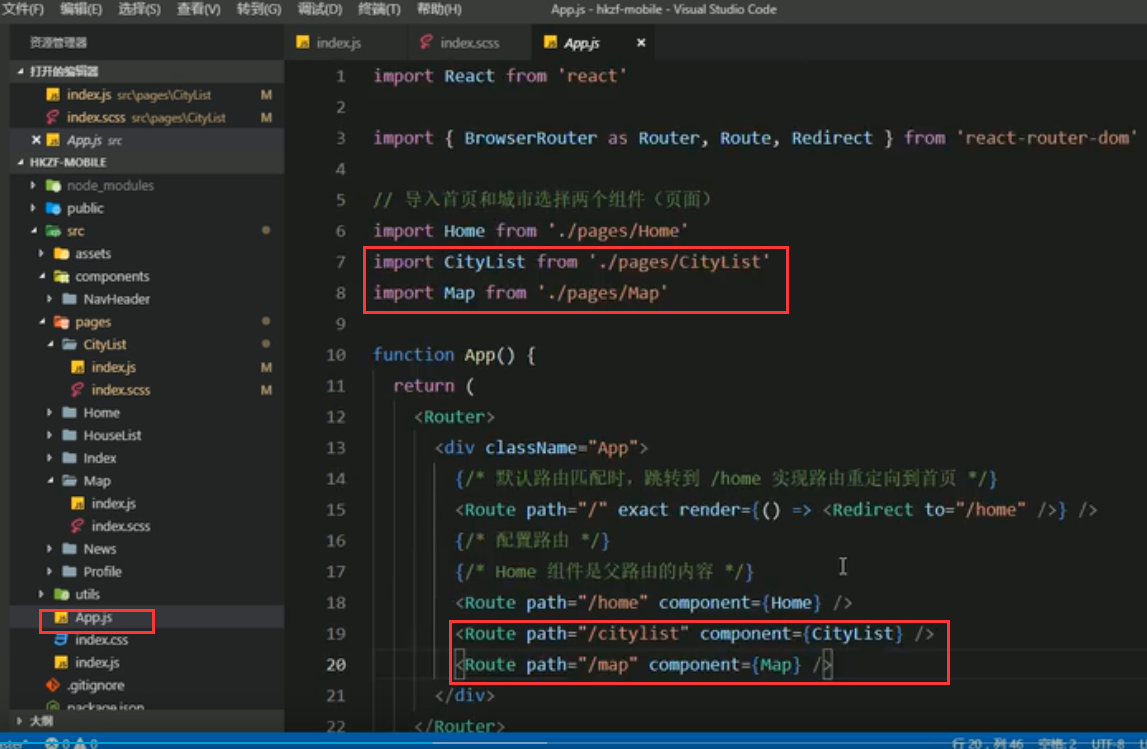 文件(F) 编辑(E) 选择(S) 查看(V) 转到(G) 调试(D) 终端(T) 帮助(H) App.js - hkzf-mobile - Visual Studio Code
资源管理器
打开的编辑器
index.js src\pages\CityList M
index.scss src\pages\CityList M
App.js src
HKZF-MOBILE
node_modules
public
src
assets
components
NavHeader
pages
CityList
index.js M
index.scss M
Home
HouseList
Index
Map
index.js
index.scss
News
Profile
utils
App.js
index.css
index.js
.gitignore
package.json
大纲
index.js index.scss App.js
1 import React from 'react'
2
3 import { BrowserRouter as Router, Route, Redirect } from 'react-router-dom'
4
5 // 导入首页和城市选择两个组件（页面）
6 import Home from './pages/Home'
7 import CityList from './pages/CityList'
8 import Map from './pages/Map'
9
10 function App() {
11 return (
12 <Router>
13 <div className="App">
14 {/* 默认路由匹配时，跳转到 /home 实现路由重定向到首页 */}
15 <Route path="/" exact render={() => <Redirect to="/home" />} />
16 {/* 配置路由 */}
17 {/* Home 组件是父路由的内容 */}
18 <Route path="/home" component={Home} />
19 <Route path="/citylist" component={CityList} />
20 <Route path="/map" component={Map} />
21 </div>
22 </Router>
0 0 行 20，列 46 空格: 2 UTF-8